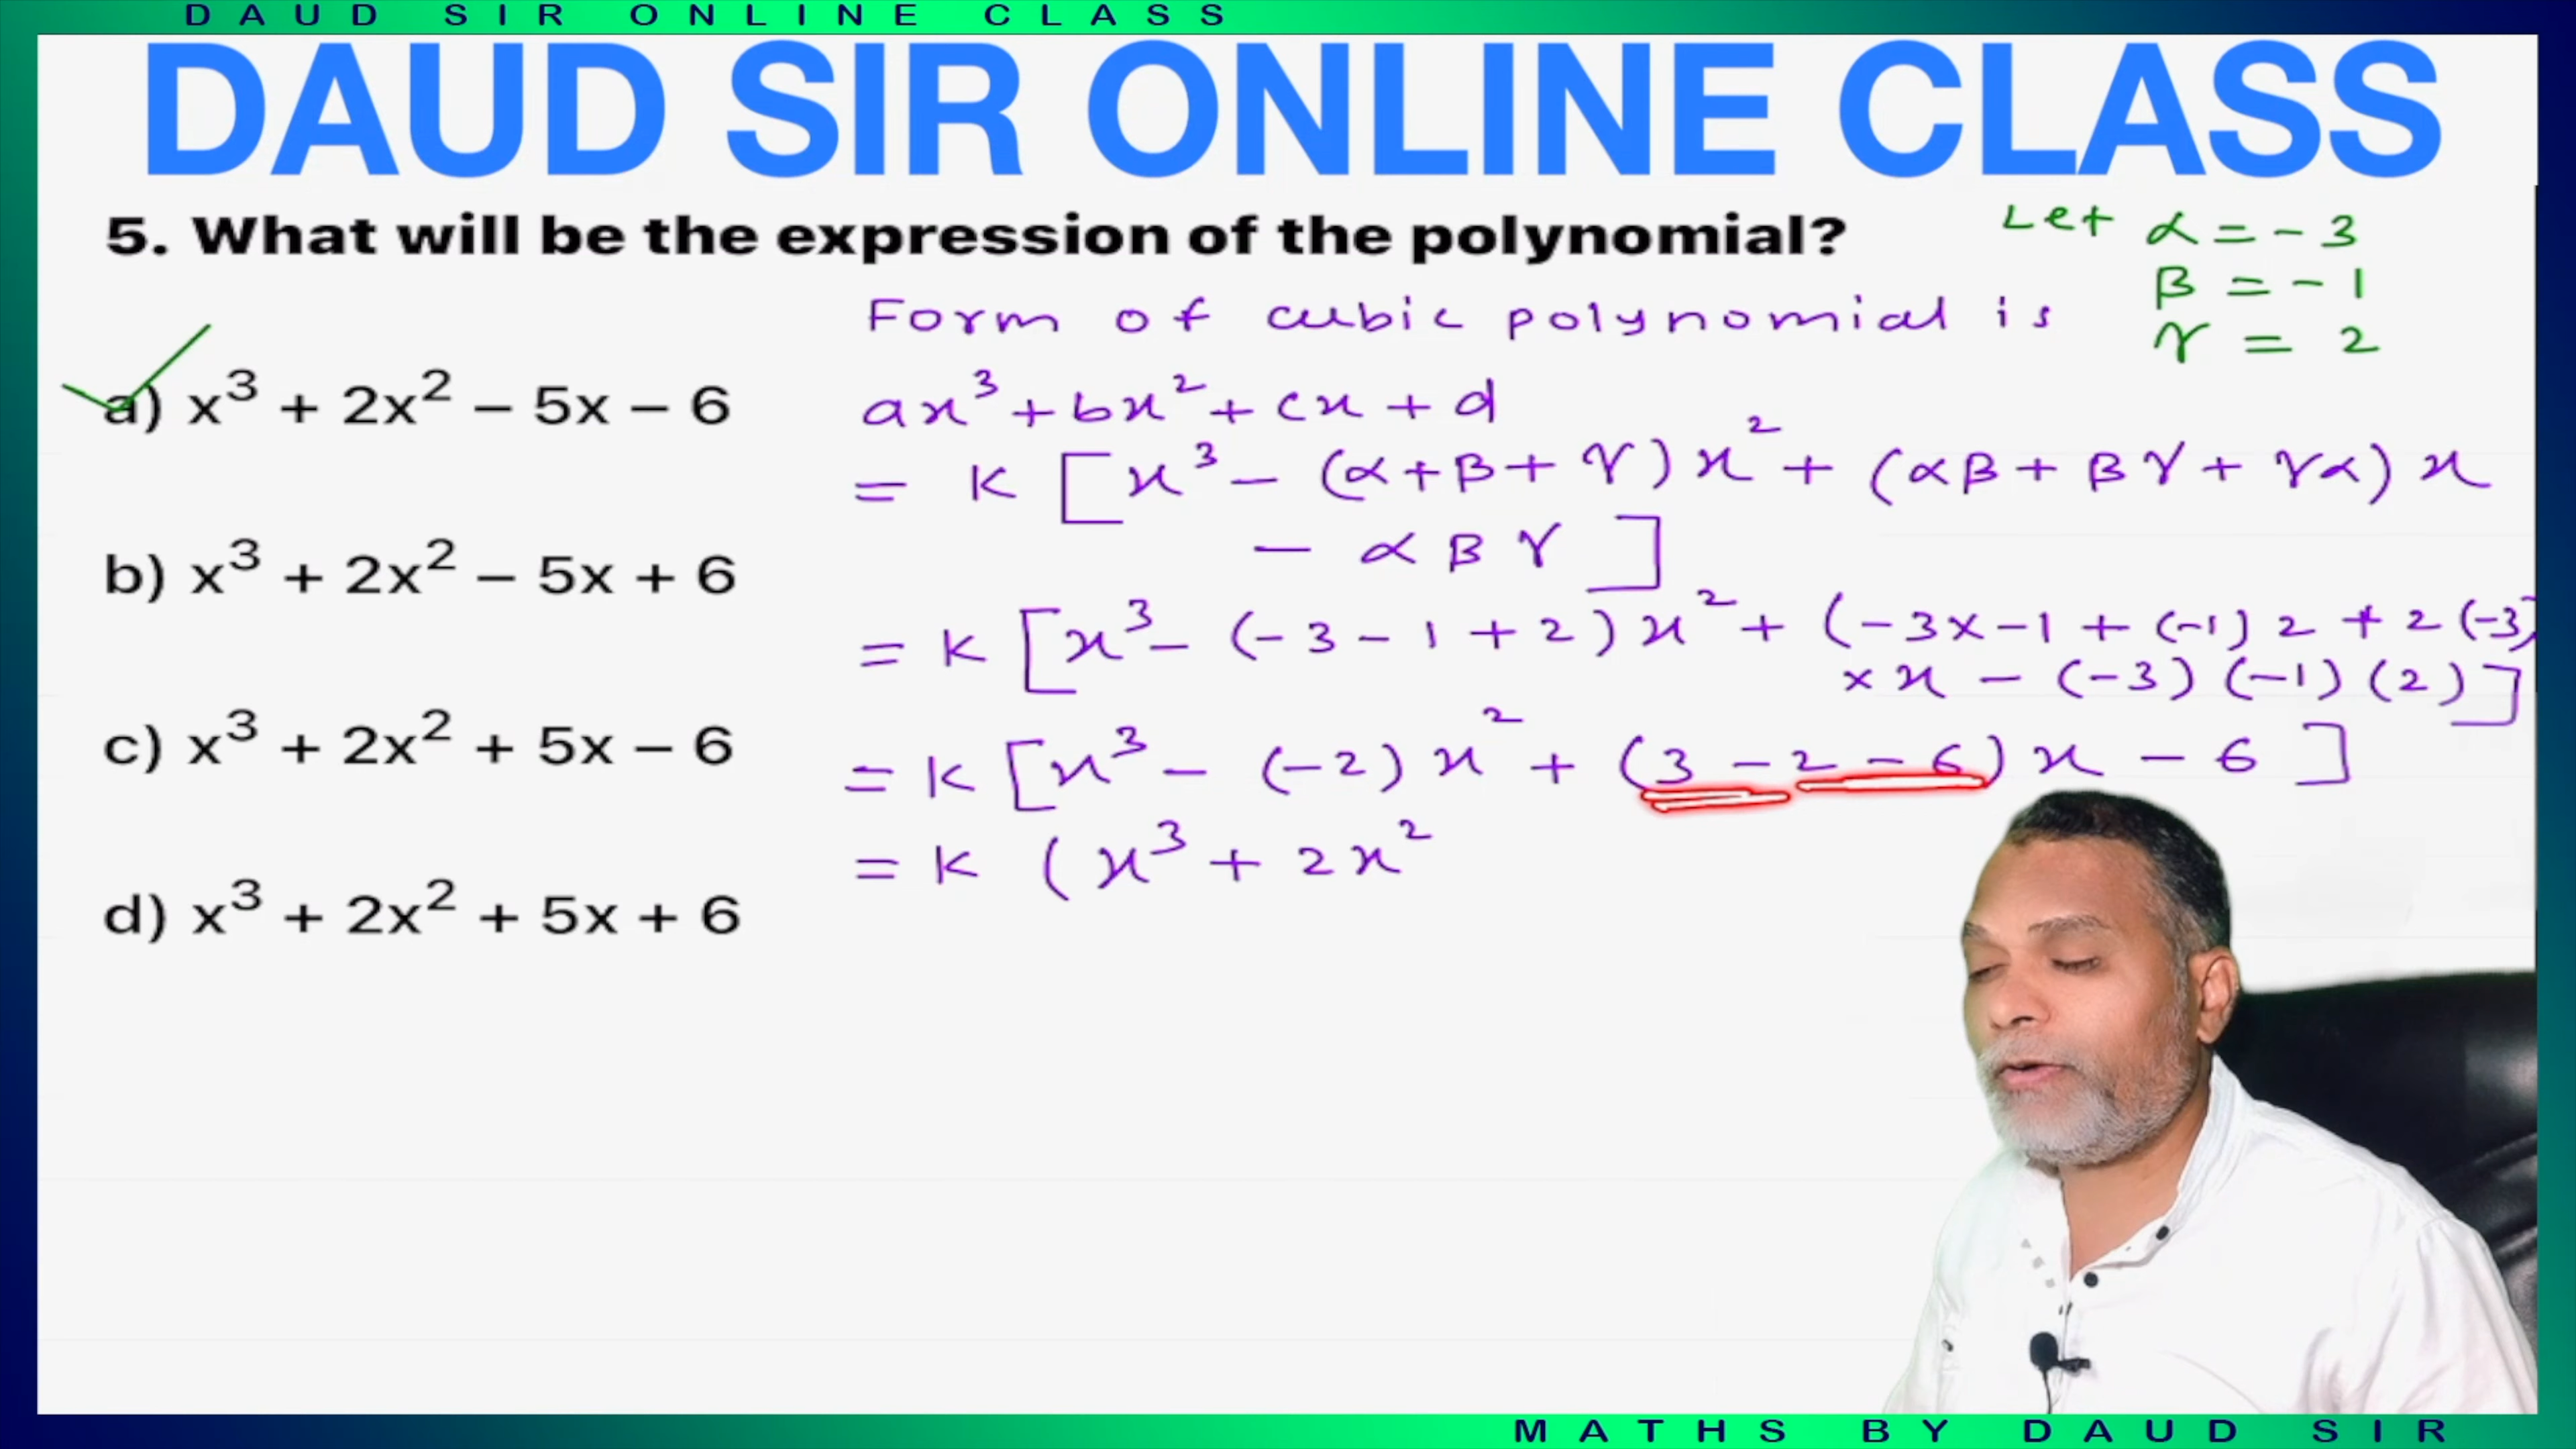 DAUD SIR ONLINE CLASS
DAUD SIR ONLINE CLASS
5. What will be the expression of the polynomial?
Let α = -3
β = -1
γ = 2
a) x³ + 2x² – 5x – 6
b) x³ + 2x² – 5x + 6
c) x³ + 2x² + 5x – 6
d) x³ + 2x² + 5x + 6
Form of cubic polynomial is
ax³ + bx² + cx + d
= K [x³ - (α+β+γ)x² + (αβ + βγ + γα)x
- αβγ]
= K [x³ - (-3-1+2)x² + (-3x-1 + (-1)2 + 2(-3)
× x - (-3)(-1)(2)]
= K [x³ - (-2)x² + (3-2-6)x - 6]
= K (x³ + 2x²
MATHS BY DAUD SIR